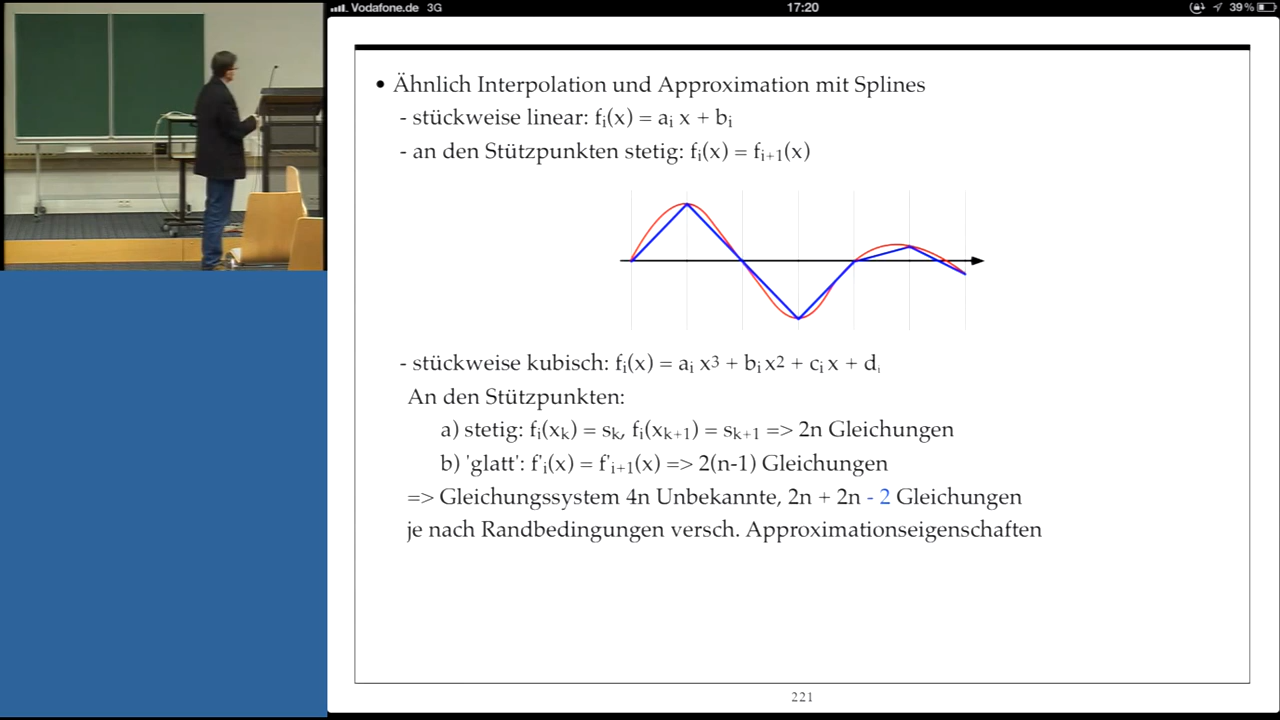 Vodafone.de 3G 17:20 39%
• Ähnlich Interpolation und Approximation mit Splines
- stückweise linear: fi(x) = ai x + bi
- an den Stützpunkten stetig: fi(x) = fi+1(x)
- stückweise kubisch: fi(x) = ai x3 + bi x2 + ci x + di
An den Stützpunkten:
a) stetig: fi(xk) = sk, fi(xk+1) = sk+1 => 2n Gleichungen
b) 'glatt': f'i(x) = f'i+1(x) => 2(n-1) Gleichungen
=> Gleichungssystem 4n Unbekannte, 2n + 2n - 2 Gleichungen
je nach Randbedingungen versch. Approximationseigenschaften
221